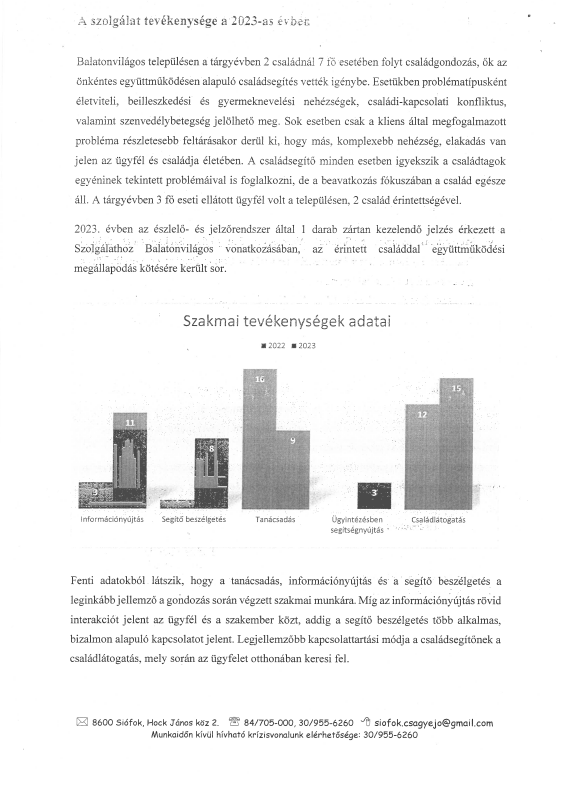 A szolgálat tevékenysége a 2023-as évben
Balatonvilágos településen a tárgyévben 2 családnál 7 fő esetében folyt családgondozás, ők az
önkéntes együttműködésen alapuló családsegítés vették igénybe. Esetükben problématípusként
életviteli, beilleszkedési és gyermeknevelési nehézségek, családi-kapcsolati konfliktus,
valamint szenvedélybetegség jelölhető meg. Sok esetben csak a kliens által megfogalmazott
probléma részletesebb feltárásakor derül ki, hogy más, komplexebb nehézség, elakadás van
jelen az ügyfél és családja életében. A családsegítő minden esetben igyekszik a családtagok
egyéninek tekintett problémáival is foglalkozni, de a beavatkozás fókuszában a család egésze
áll. A tárgyévben 3 fő eseti ellátott ügyfél volt a településen, 2 család érintettségével.
2023. évben az észlelő- és jelzőrendszer által 1 darab zártan kezelendő jelzés érkezett a
Szolgálathoz Balatonvilágos vonatkozásában, az érintett családdal együttműködési
megállapodás kötésére került sor.
Szakmai tevékenységek adatai
2022 2023
3 11 8 16 9 3 12 15
Információnyújtás Segítő beszélgetés Tanácsadás Ügyintézésben Családlátogatás
segítségnyújtás
Fenti adatokból látszik, hogy a tanácsadás, információnyújtás és a segítő beszélgetés a
leginkább jellemző a gondozás során végzett szakmai munkára. Míg az információnyújtás rövid
interakciót jelent az ügyfél és a szakember közt, addig a segítő beszélgetés több alkalmas,
bizalmon alapuló kapcsolatot jelent. Legjellemzőbb kapcsolattartási módja a családsegítőnek a
családlátogatás, mely során az ügyfelet otthonában keresi fel.
8600 Siófok, Hock János köz 2. 84/705-000, 30/955-6260 siofok.csagyejo@gmail.com
Munkaidőn kívül hívható krízisvonalunk elérhetősége: 30/955-6260